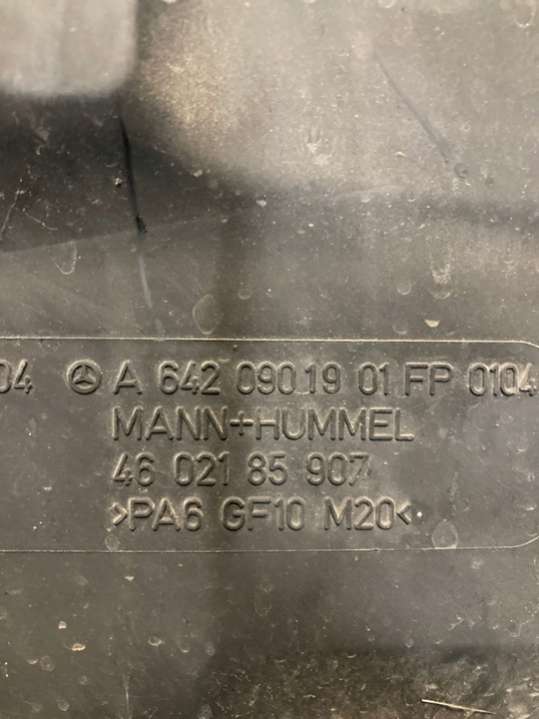 04 A 642 090 19 01 FP 0104
MANN+HUMMEL
46 021 85 907
>PA6 GF10 M20<